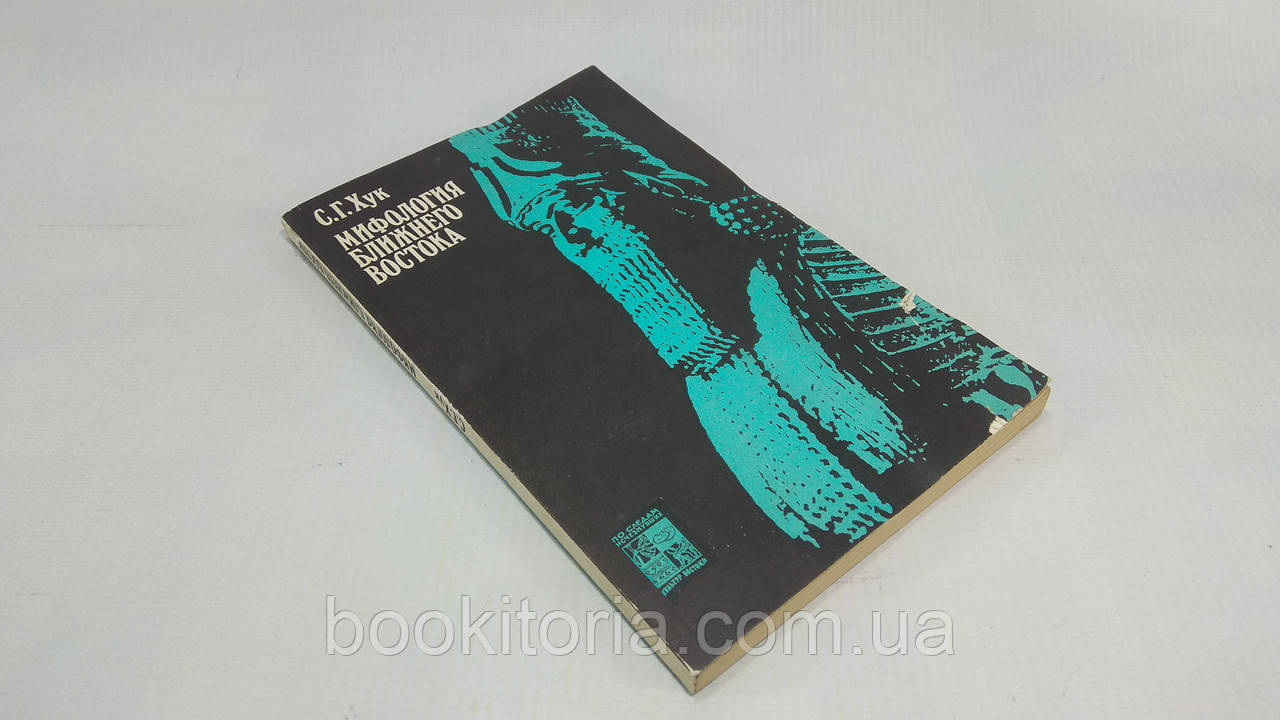 С.Г.Хук
МИФОЛОГИЯ
БЛИЖНЕГО
ВОСТОКА
ПО СЛЕДАМ
ИСЧЕЗНУВШИХ
КУЛЬТУР ВОСТОКА
bookitoria.com.ua